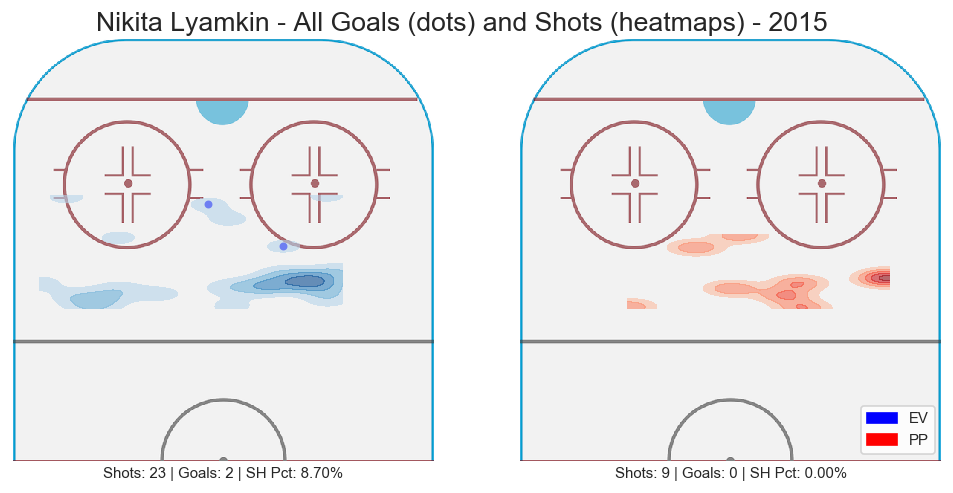 Nikita Lyamkin - All Goals (dots) and Shots (heatmaps) - 2015
EV
PP
Shots: 23 | Goals: 2 | SH Pct: 8.70%
Shots: 9 | Goals: 0 | SH Pct: 0.00%